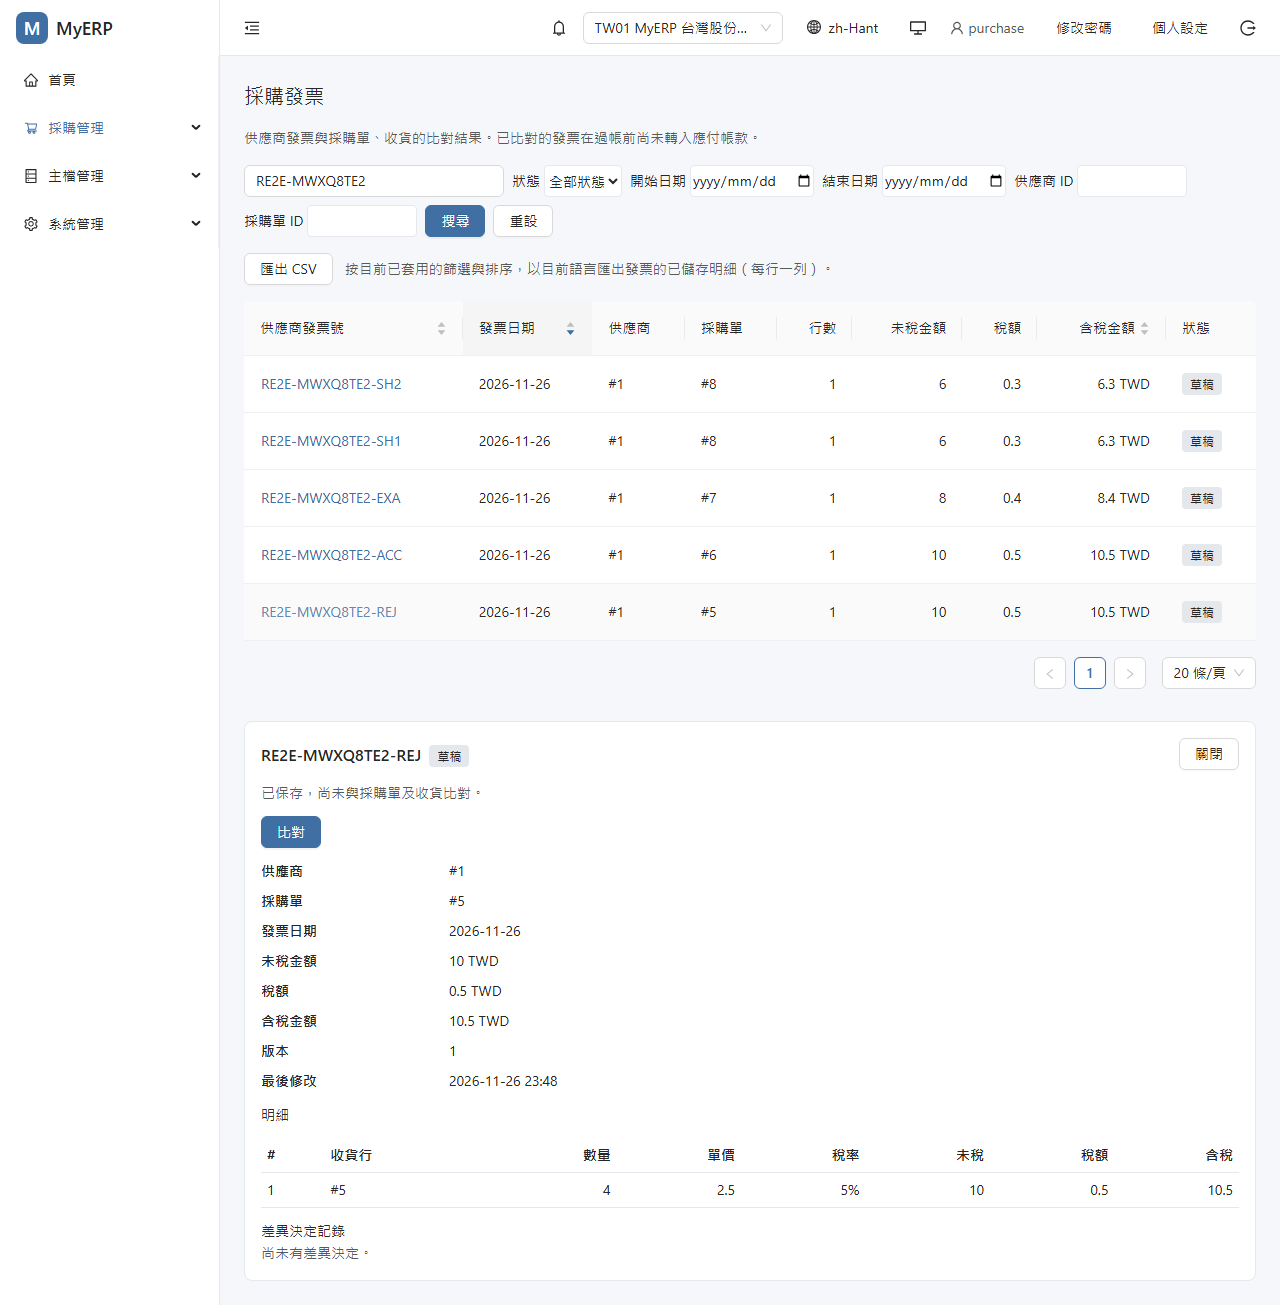 M MyERP
TW01 MyERP 台灣股份... zh-Hant purchase 修改密碼 個人設定
首頁
採購管理
主檔管理
系統管理
採購發票
供應商發票與採購單、收貨的比對結果。已比對的發票在過帳前尚未轉入應付帳款。
RE2E-MWXQ8TE2 狀態 全部狀態 開始日期 yyyy/mm/dd 結束日期 yyyy/mm/dd 供應商 ID
採購單 ID 搜尋 重設
匯出 CSV 按目前已套用的篩選與排序，以目前語言匯出發票的已儲存明細（每行一列）。
供應商發票號 發票日期 供應商 採購單 行數 未稅金額 稅額 含稅金額 狀態
RE2E-MWXQ8TE2-SH2 2026-11-26 #1 #8 1 6 0.3 6.3 TWD 草稿
RE2E-MWXQ8TE2-SH1 2026-11-26 #1 #8 1 6 0.3 6.3 TWD 草稿
RE2E-MWXQ8TE2-EXA 2026-11-26 #1 #7 1 8 0.4 8.4 TWD 草稿
RE2E-MWXQ8TE2-ACC 2026-11-26 #1 #6 1 10 0.5 10.5 TWD 草稿
RE2E-MWXQ8TE2-REJ 2026-11-26 #1 #5 1 10 0.5 10.5 TWD 草稿
< 1 > 20 條/頁
RE2E-MWXQ8TE2-REJ 草稿 關閉
已保存，尚未與採購單及收貨比對。
比對
供應商 #1
採購單 #5
發票日期 2026-11-26
未稅金額 10 TWD
稅額 0.5 TWD
含稅金額 10.5 TWD
版本 1
最後修改 2026-11-26 23:48
明細
# 收貨行 數量 單價 稅率 未稅 稅額 含稅
1 #5 4 2.5 5% 10 0.5 10.5
差異決定記錄
尚未有差異決定。